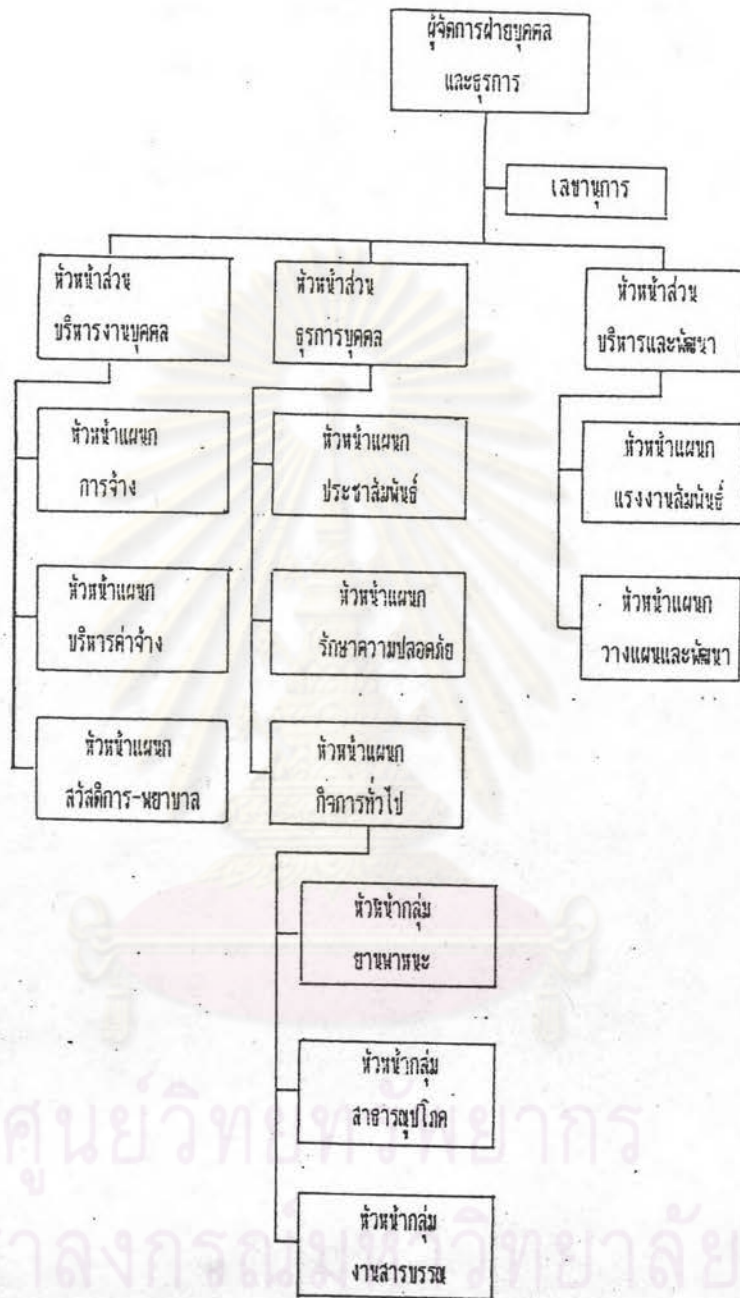 ผู้จัดการฝ่ายบุคคล
และธุรการ
เลขานุการ
หัวหน้าส่วน
บริหารงานบุคคล
หัวหน้าส่วน
ธุรการบุคคล
หัวหน้าส่วน
บริหารและพัฒนา
หัวหน้าแผนก
การจ้าง
หัวหน้าแผนก
ประชาสัมพันธ์
หัวหน้าแผนก
แรงงานสัมพันธ์
หัวหน้าแผนก
บริหารค่าจ้าง
หัวหน้าแผนก
รักษาความปลอดภัย
หัวหน้าแผนก
วางแผนและพัฒนา
หัวหน้าแผนก
สวัสดิการ-พยาบาล
หัวหน้าแผนก
กิจการทั่วไป
หัวหน้ากลุ่ม
ยานพาหนะ
หัวหน้ากลุ่ม
สาธารณุปโภค
หัวหน้ากลุ่ม
งานสารบรรณ
ศูนย์วิทยทรัพยากร
าลงกรณ์มหาวิทยาลัย